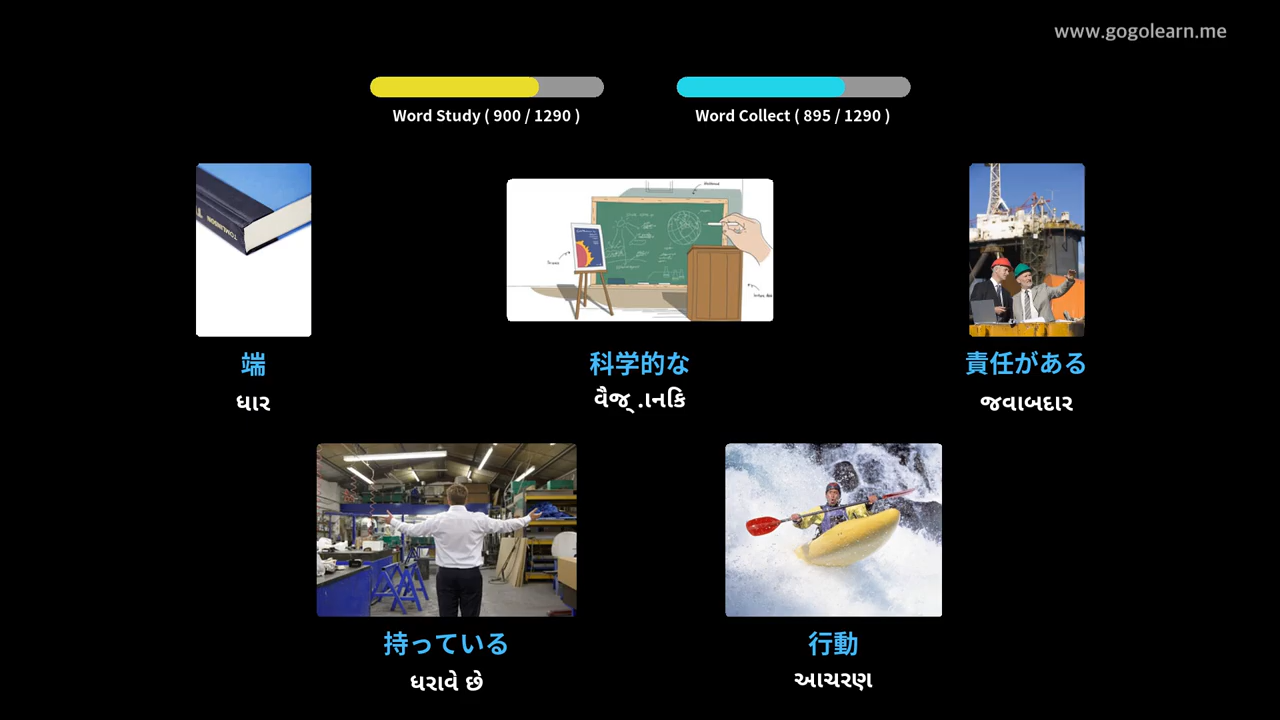 www.gogolearn.me
Word Study ( 900 / 1290 )
Word Collect ( 895 / 1290 )
TOMLINSON
端
ધાર
科学的な
વૈજ્ .ાનકિ
責任がある
જવાબદાર
持っている
ધરાવે છે
行動
આચરણ